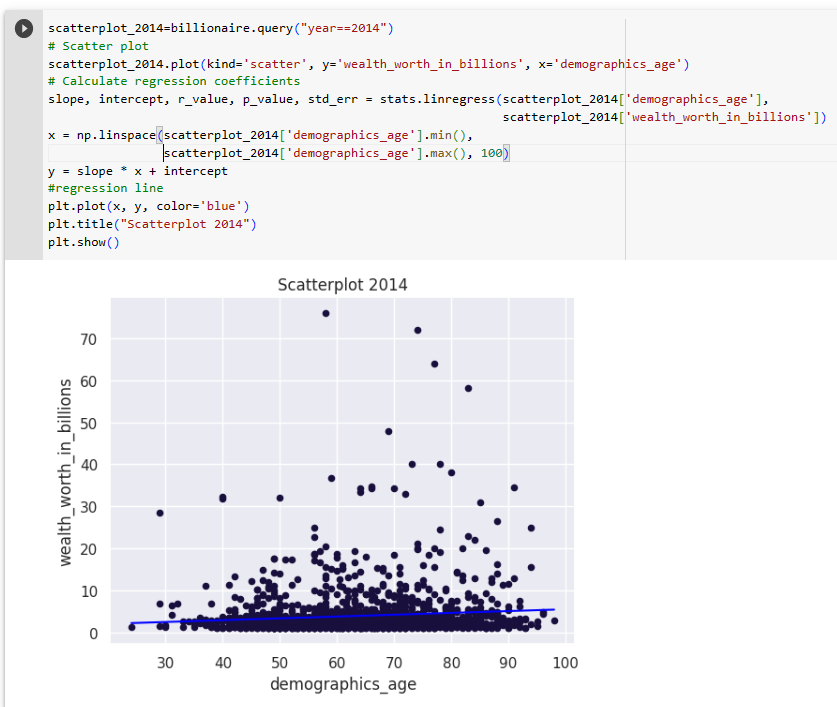 scatterplot_2014=billionaire.query("year==2014")
# Scatter plot
scatterplot_2014.plot(kind='scatter', y='wealth_worth_in_billions', x='demographics_age')
# Calculate regression coefficients
slope, intercept, r_value, p_value, std_err = stats.linregress(scatterplot_2014['demographics_age'],
scatterplot_2014['wealth_worth_in_billions'])
x = np.linspace(scatterplot_2014['demographics_age'].min(),
scatterplot_2014['demographics_age'].max(), 100)
y = slope * x + intercept
#regression line
plt.plot(x, y, color='blue')
plt.title("Scatterplot 2014")
plt.show()
Scatterplot 2014
wealth_worth_in_billions
70
60
50
40
30
20
10
0
30 40 50 60 70 80 90 100
demographics_age